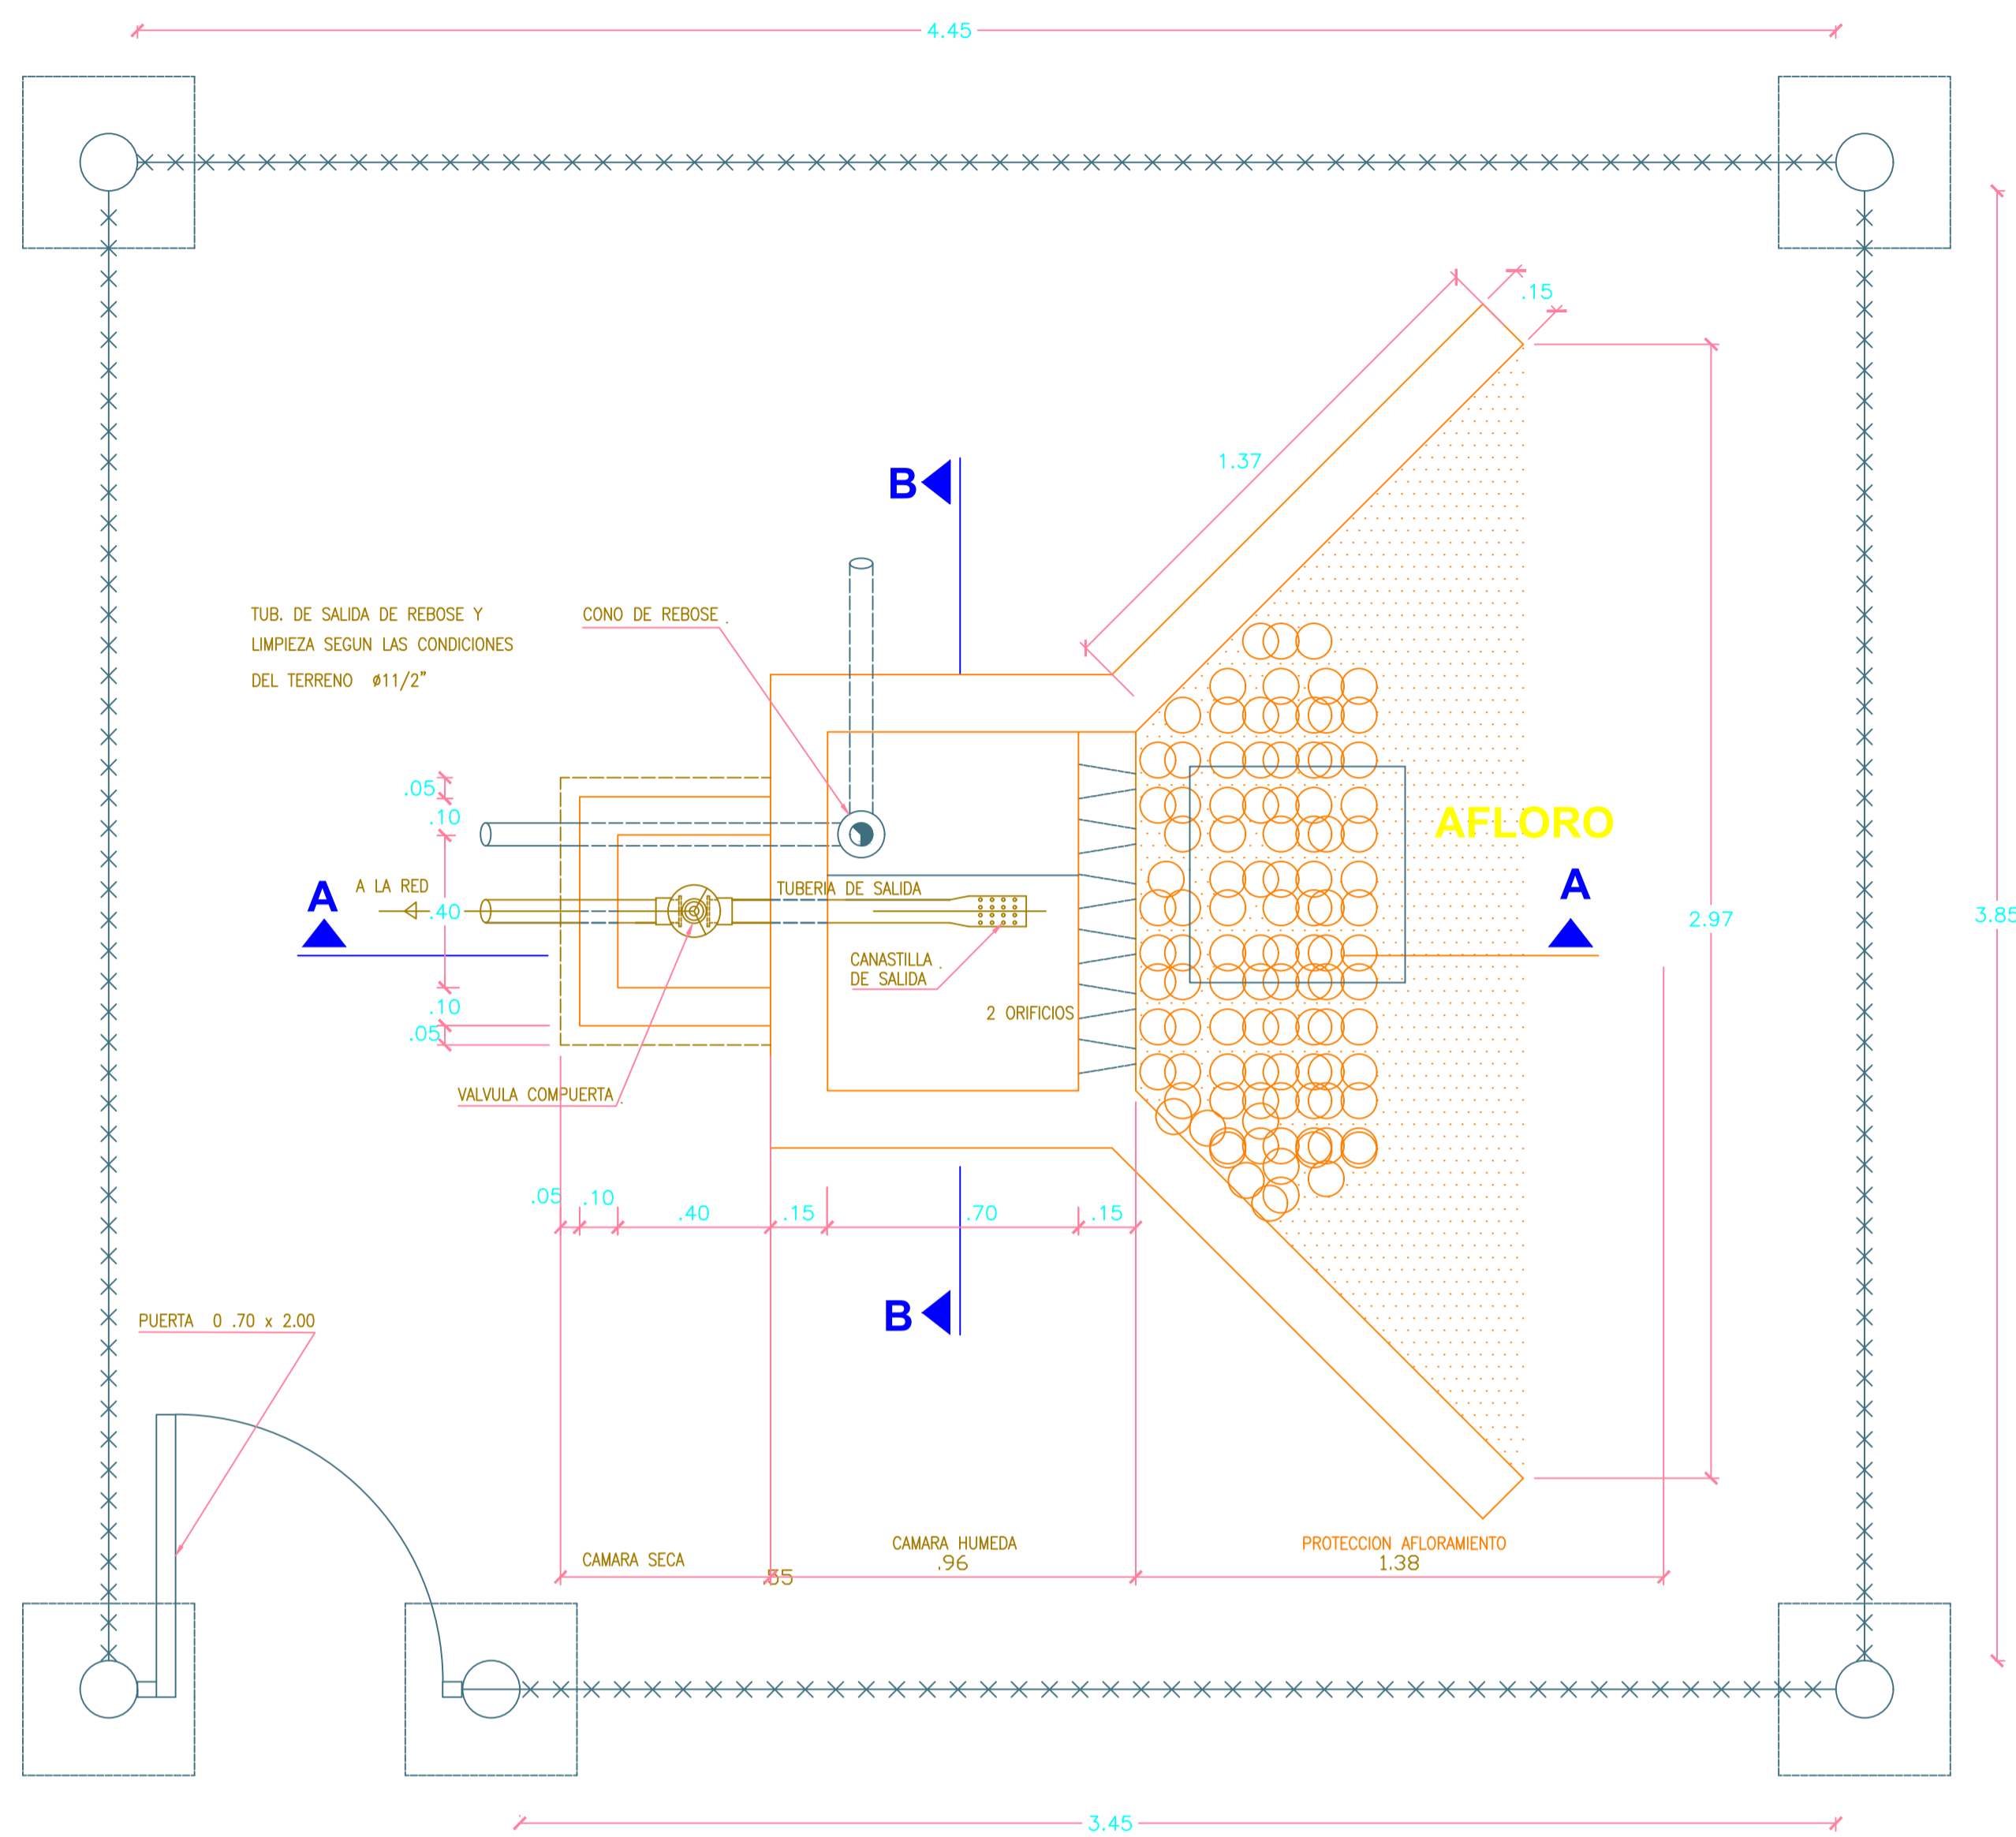 4.45
.15
1.37
B
TUB. DE SALIDA DE REBOSE Y
LIMPIEZA SEGUN LAS CONDICIONES
DEL TERRENO ø11/2"
CONO DE REBOSE .
.05
.10
AFLORO
A LA RED
TUBERIA DE SALIDA
A
A
.40
2.97
3.85
CANASTILLA .
DE SALIDA
.10
2 ORIFICIOS
.05
VALVULA COMPUERTA .
.05
.10
.40
.15
.70
.15
B
PUERTA 0 .70 x 2.00
CAMARA SECA
.55
CAMARA HUMEDA
.96
PROTECCION AFLORAMIENTO
1.38
3.45